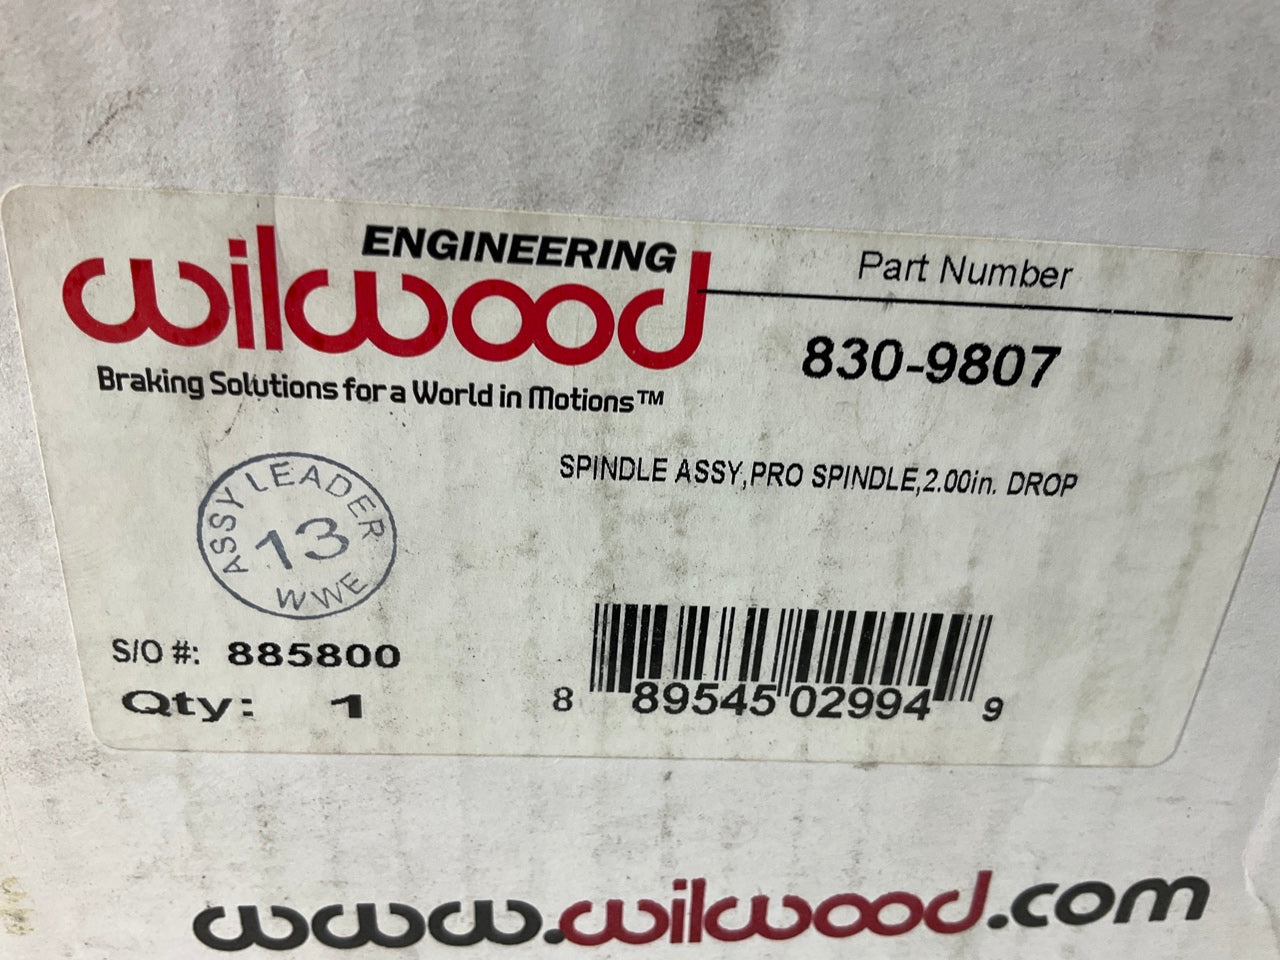 ENGINEERING
wilwood
Braking Solutions for a World in Motions™
Part Number
830-9807
SPINDLE ASSY,PRO SPINDLE,2.00in. DROP
ASSY LEADER
13
WWE
S/O #: 885800
Qty: 1
8 89545 02994 9
www.wilwood.com